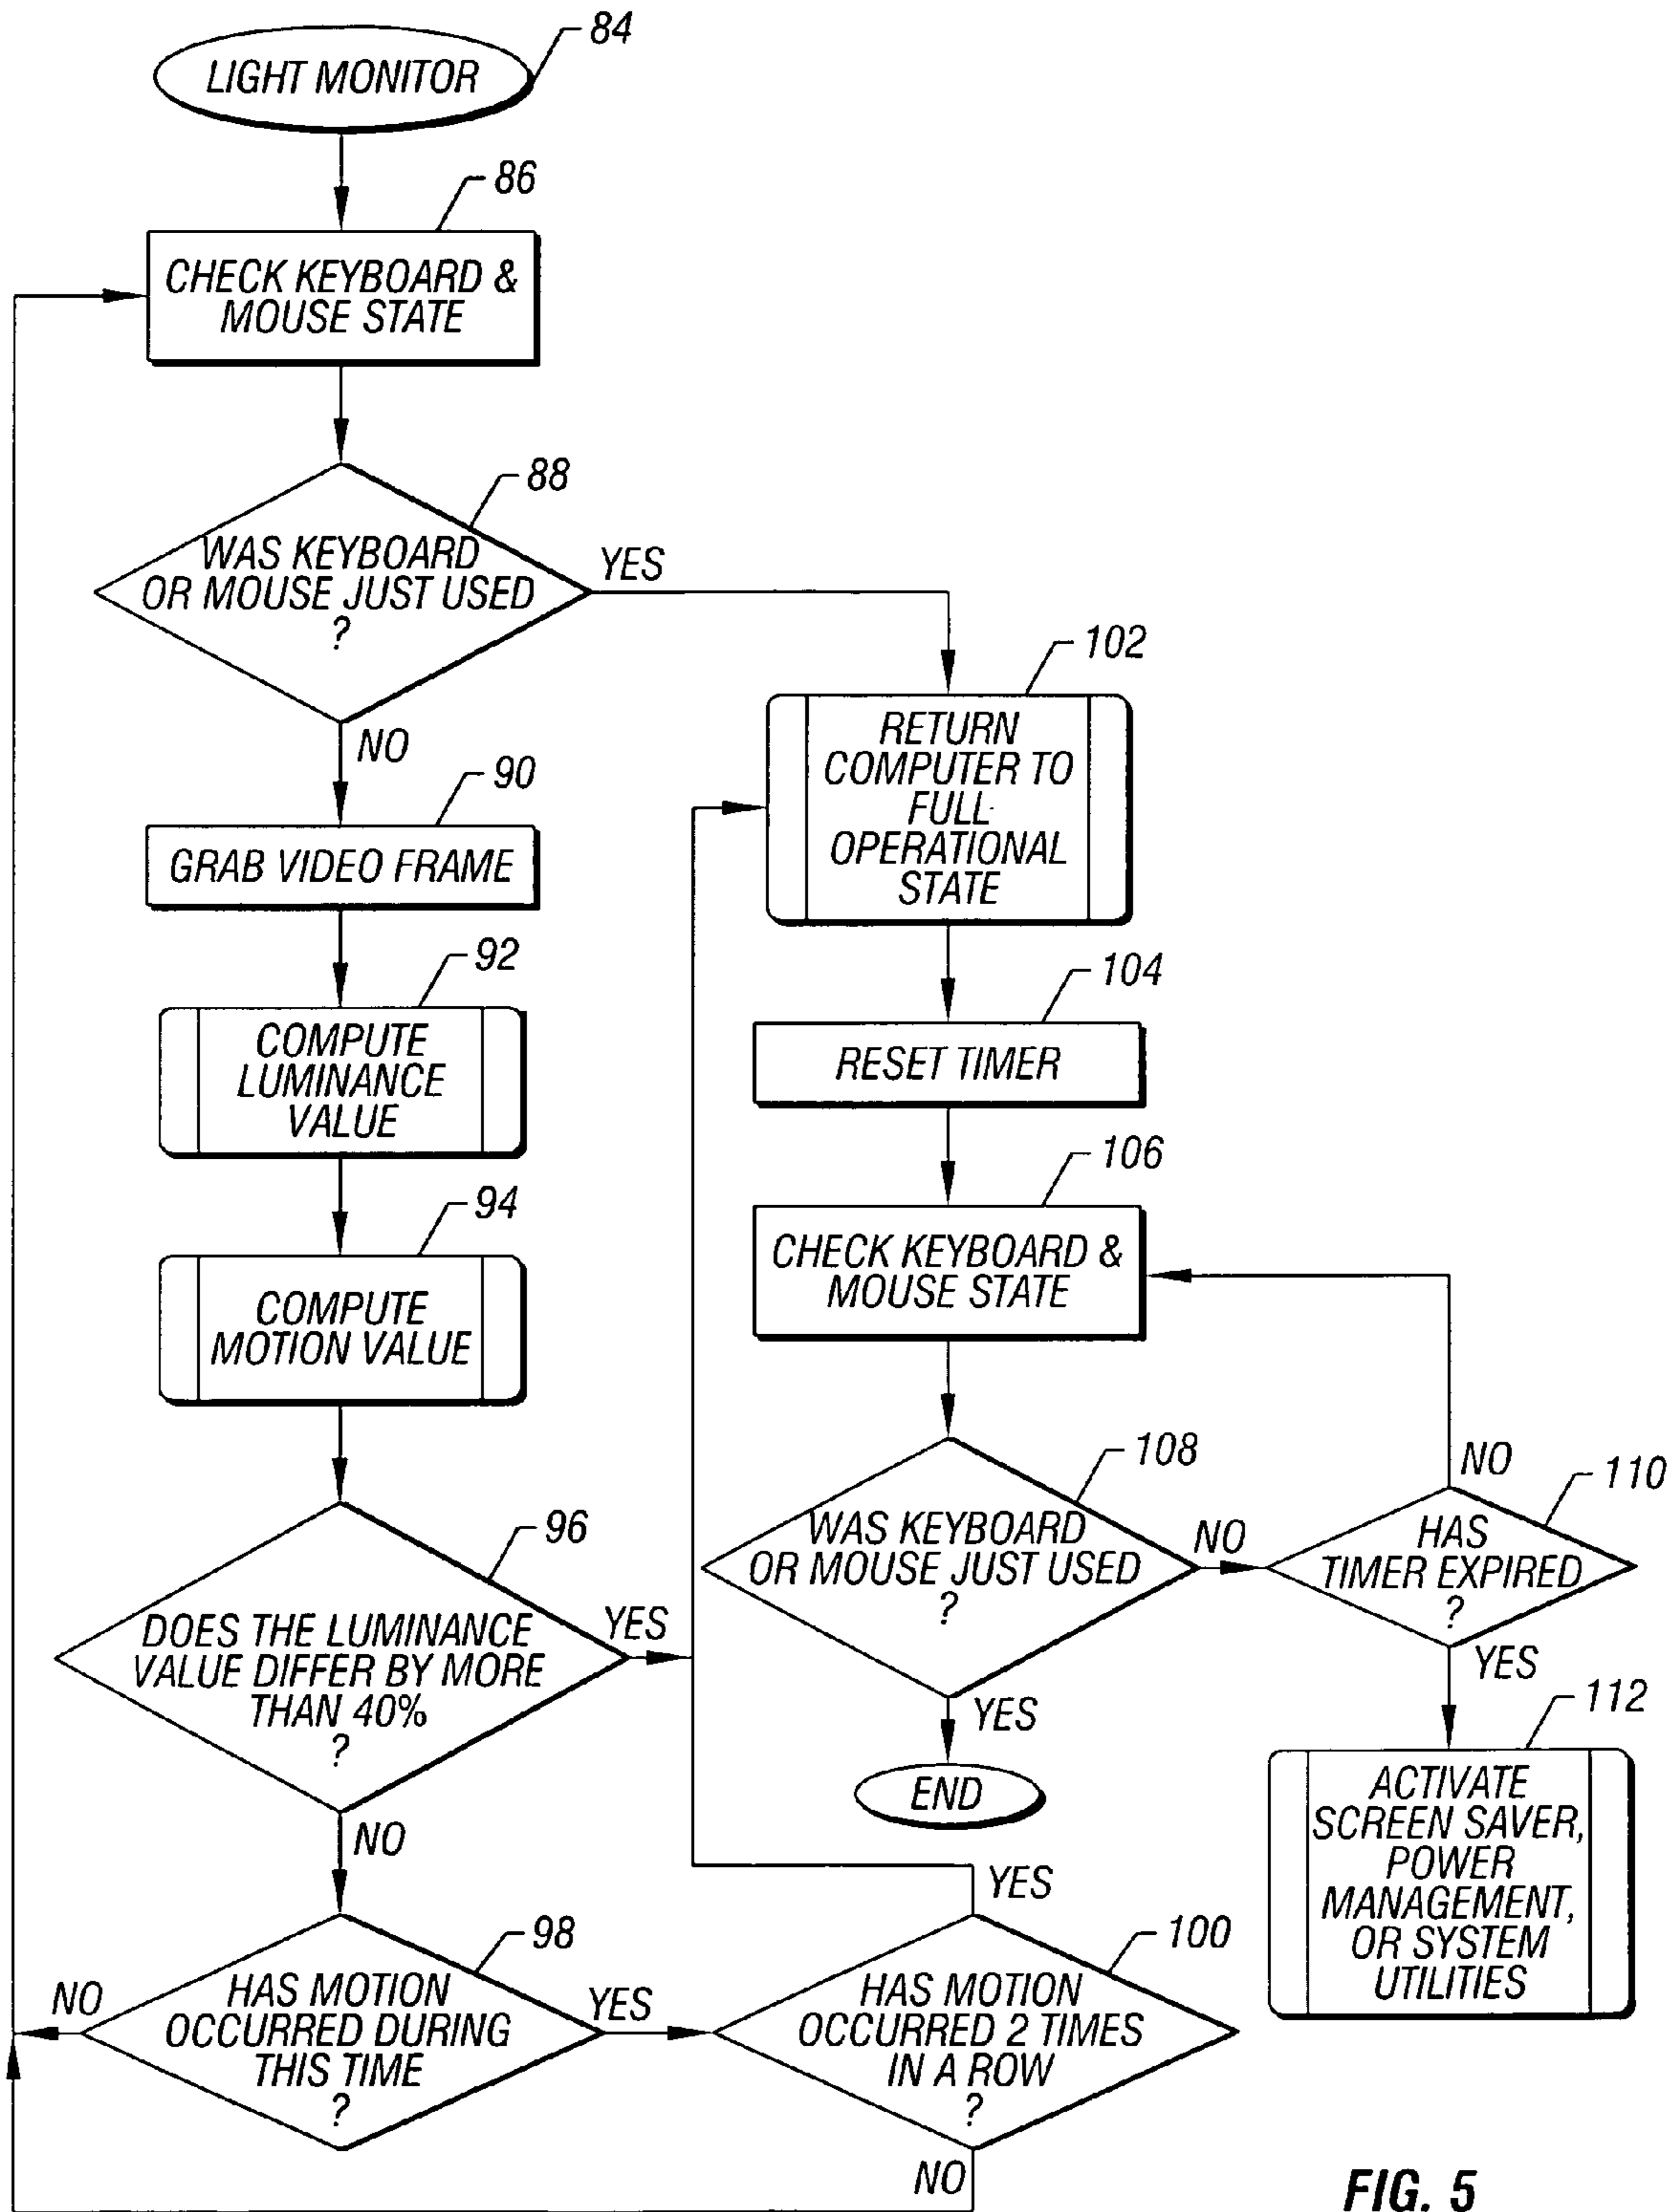 84
LIGHT MONITOR
86
CHECK KEYBOARD &
MOUSE STATE
88
WAS KEYBOARD
OR MOUSE JUST USED
?
YES
NO
90
GRAB VIDEO FRAME
92
COMPUTE
LUMINANCE
VALUE
94
COMPUTE
MOTION VALUE
96
DOES THE LUMINANCE
VALUE DIFFER BY MORE
THAN 40%
?
YES
NO
98
HAS MOTION
OCCURRED DURING
THIS TIME
?
NO
YES
100
HAS MOTION
OCCURRED 2 TIMES
IN A ROW
?
YES
NO
102
RETURN
COMPUTER TO
FULL
OPERATIONAL
STATE
104
RESET TIMER
106
CHECK KEYBOARD &
MOUSE STATE
108
WAS KEYBOARD
OR MOUSE JUST USED
?
NO
YES
END
110
HAS
TIMER EXPIRED
?
NO
YES
112
ACTIVATE
SCREEN SAVER,
POWER
MANAGEMENT,
OR SYSTEM
UTILITIES
FIG. 5